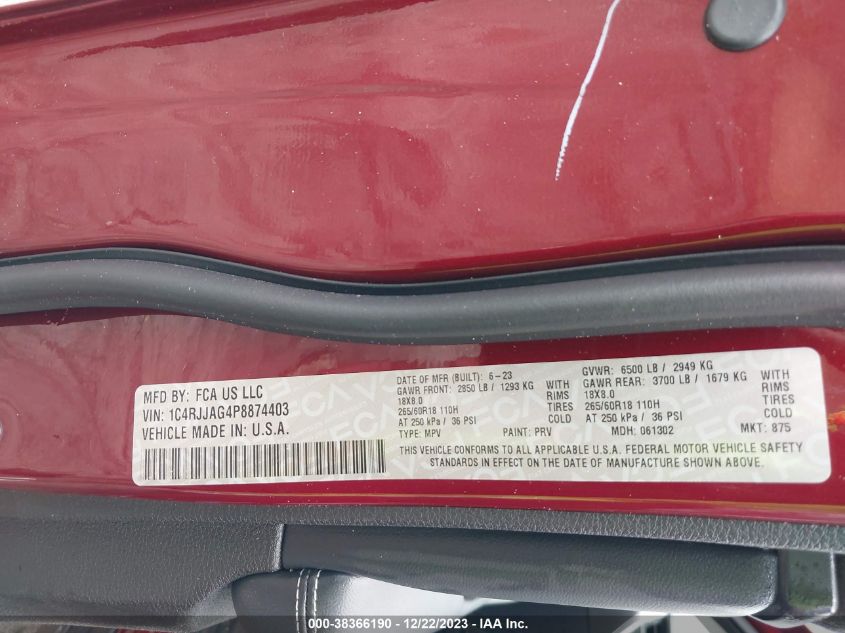 MFD BY: FCA US LLC
VIN: 1C4RJJAG4P8874403
VEHICLE MADE IN: U.S.A.
DATE OF MFR (BUILT): 6-23
GAWR FRONT: 2850 LB / 1293 KG
18X8.0 RIMS
265/60R18 110H TIRES
AT 250 kPa / 36 PSI COLD
TYPE: MPV PAINT: PRV
GVWR: 6500 LB / 2949 KG
GAWR REAR: 3700 LB / 1679 KG WITH
18X8.0 RIMS
265/60R18 110H TIRES
AT 250 kPa / 36 PSI COLD
MDH: 061302 MKT: 875
THIS VEHICLE CONFORMS TO ALL APPLICABLE U.S.A. FEDERAL MOTOR VEHICLE SAFETY
STANDARDS IN EFFECT ON THE DATE OF MANUFACTURE SHOWN ABOVE.
000-38366190 - 12/22/2023 - IAA Inc.